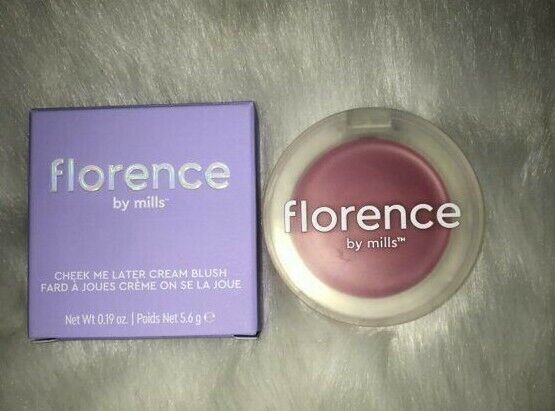 florence
by mills™
CHEEK ME LATER CREAM BLUSH
FARD À JOUES CRÈME ON SE LA JOUE
Net Wt 0.19 oz. | Poids Net 5.6 g ℮
florence
by mills™